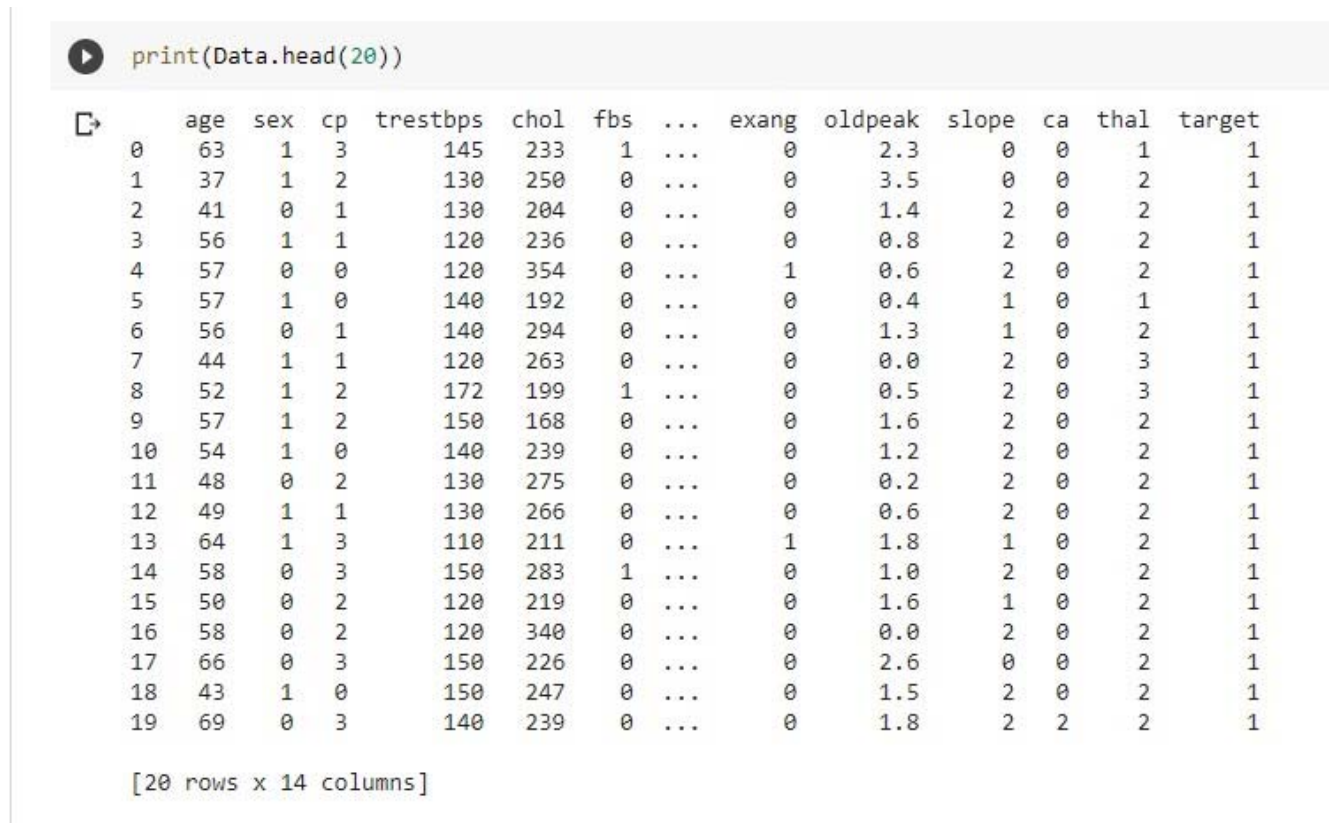 print(Data.head(20))
age sex cp trestbps chol fbs ... exang oldpeak slope ca thal target
0 63 1 3 145 233 1 ... 0 2.3 0 0 1 1
1 37 1 2 130 250 0 ... 0 3.5 0 0 2 1
2 41 0 1 130 204 0 ... 0 1.4 2 0 2 1
3 56 1 1 120 236 0 ... 0 0.8 2 0 2 1
4 57 0 0 120 354 0 ... 1 0.6 2 0 2 1
5 57 1 0 140 192 0 ... 0 0.4 1 0 1 1
6 56 0 1 140 294 0 ... 0 1.3 1 0 2 1
7 44 1 1 120 263 0 ... 0 0.0 2 0 3 1
8 52 1 2 172 199 1 ... 0 0.5 2 0 3 1
9 57 1 2 150 168 0 ... 0 1.6 2 0 2 1
10 54 1 0 140 239 0 ... 0 1.2 2 0 2 1
11 48 0 2 130 275 0 ... 0 0.2 2 0 2 1
12 49 1 1 130 266 0 ... 0 0.6 2 0 2 1
13 64 1 3 110 211 0 ... 1 1.8 1 0 2 1
14 58 0 3 150 283 1 ... 0 1.0 2 0 2 1
15 50 0 2 120 219 0 ... 0 1.6 1 0 2 1
16 58 0 2 120 340 0 ... 0 0.0 2 0 2 1
17 66 0 3 150 226 0 ... 0 2.6 0 0 2 1
18 43 1 0 150 247 0 ... 0 1.5 2 0 2 1
19 69 0 3 140 239 0 ... 0 1.8 2 2 2 1
[20 rows x 14 columns]